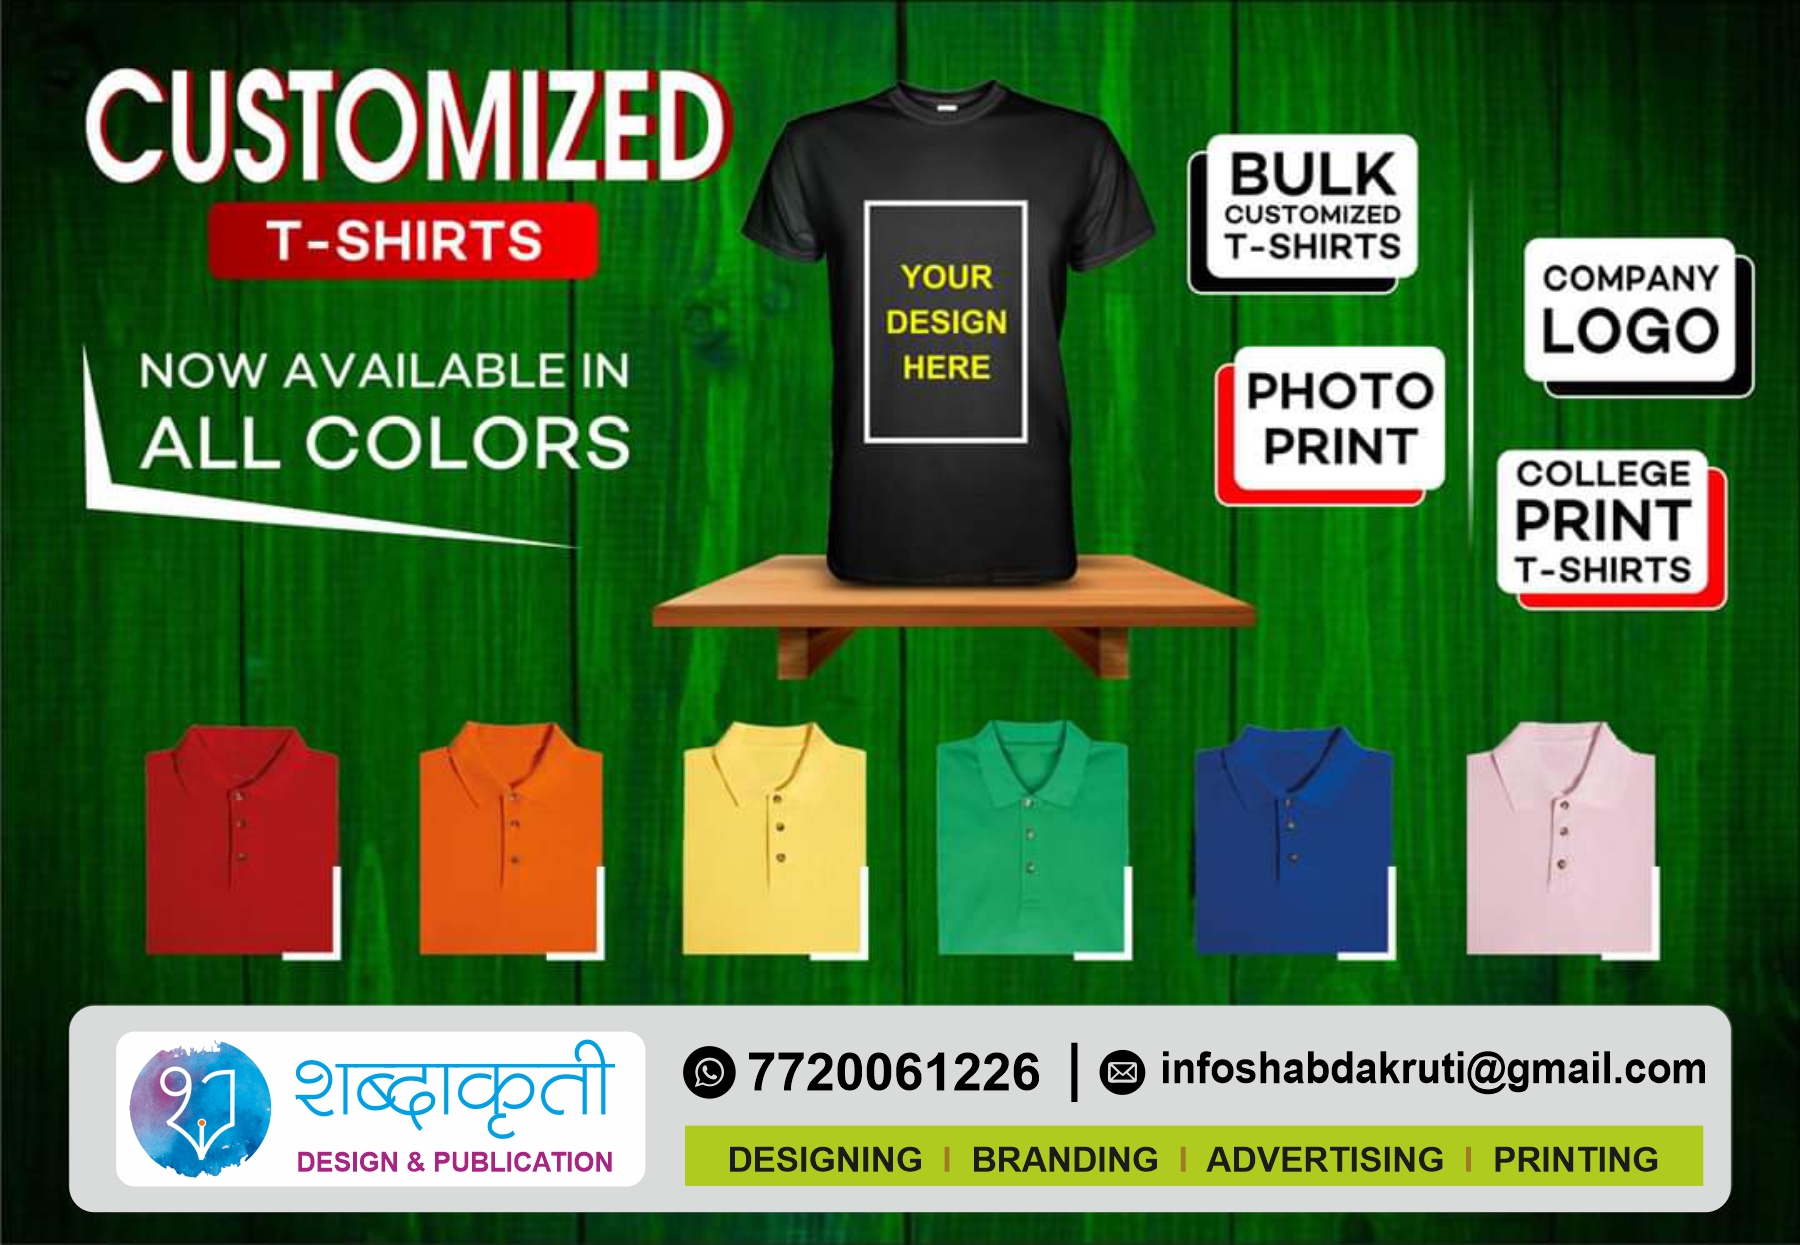 CUSTOMIZED
T-SHIRTS
NOW AVAILABLE IN
ALL COLORS
YOUR
DESIGN
HERE
BULK
CUSTOMIZED
T-SHIRTS
PHOTO
PRINT
COMPANY
LOGO
COLLEGE
PRINT
T-SHIRTS
शब्दाकृती
DESIGN & PUBLICATION
7720061226 | infoshabdakruti@gmail.com
DESIGNING | BRANDING | ADVERTISING | PRINTING